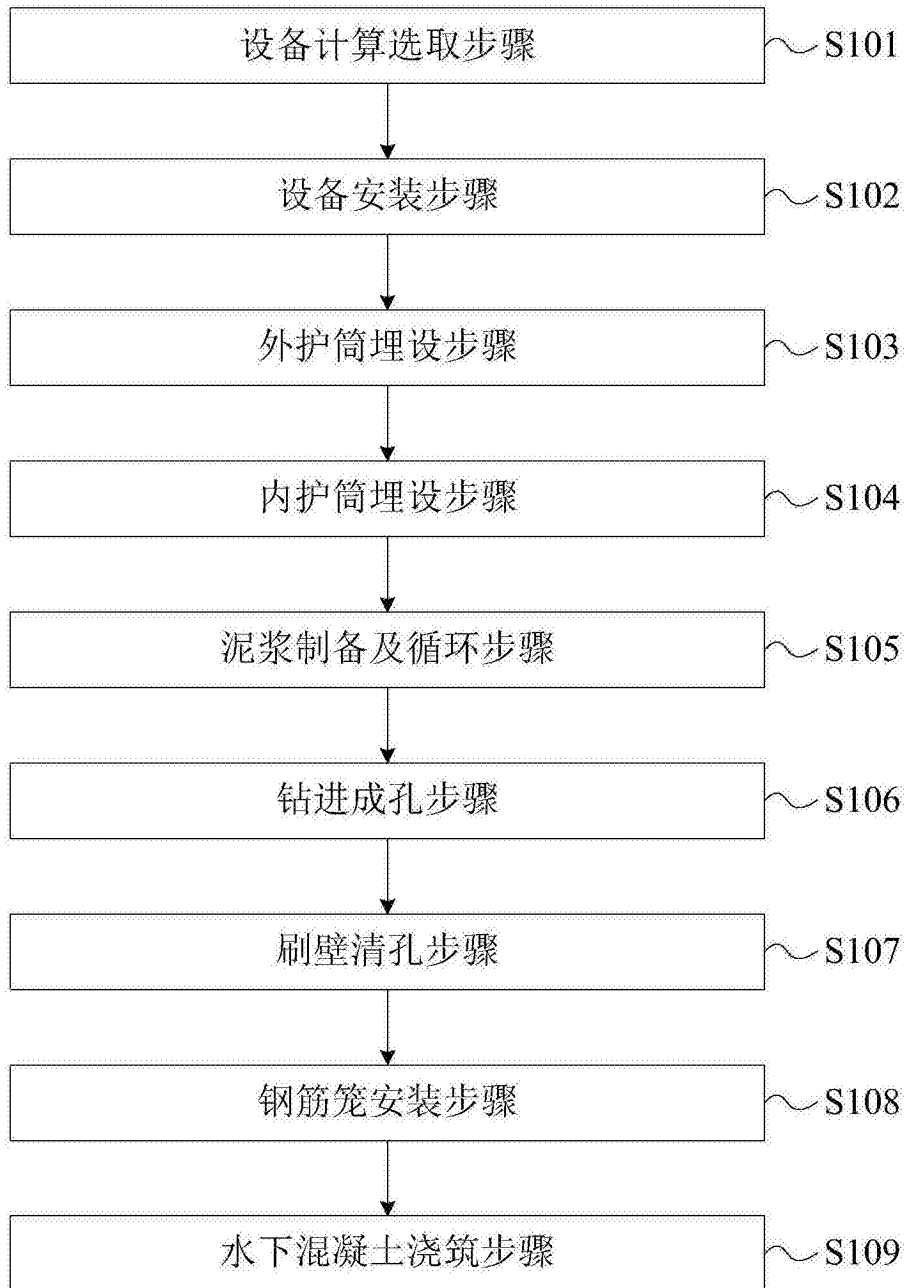 设备计算选取步骤 S101
设备安装步骤 S102
外护筒埋设步骤 S103
内护筒埋设步骤 S104
泥浆制备及循环步骤 S105
钻进成孔步骤 S106
刷壁清孔步骤 S107
钢筋笼安装步骤 S108
水下混凝土浇筑步骤 S109